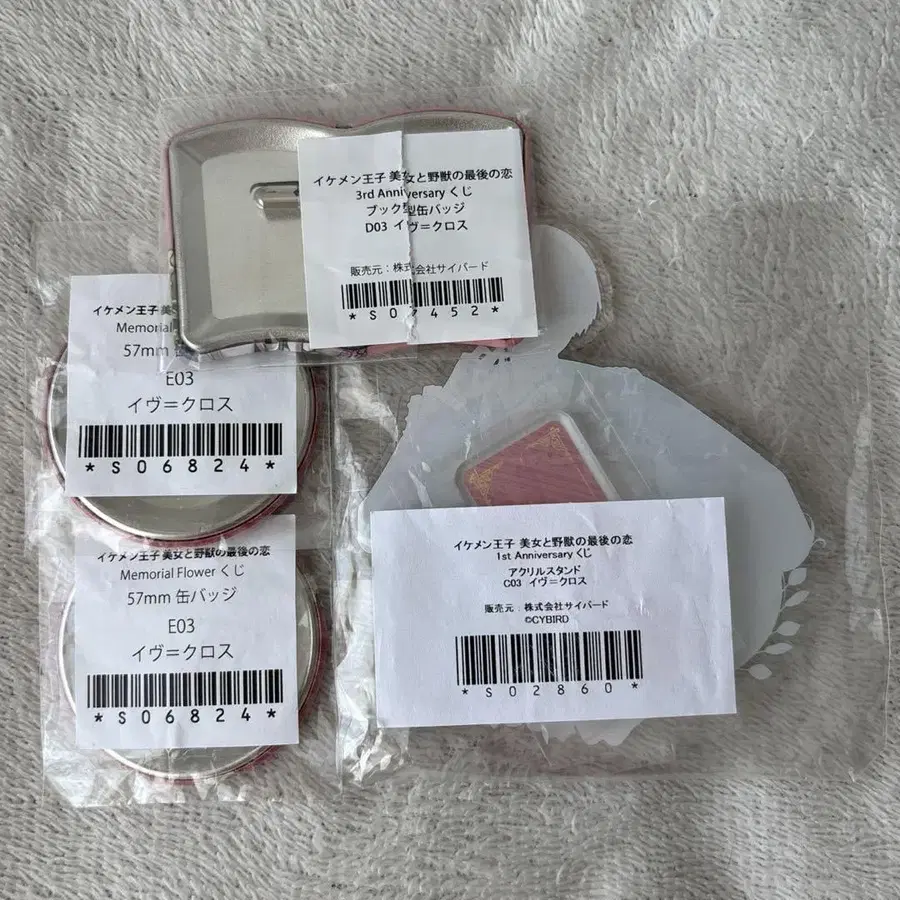 イケメン王子 美女と野獣の最後の恋
3rd Anniversary くじ
ブック型缶バッジ
D03 イヴ＝クロス
販売元：株式会社サイバード
*S07452*
イケメン王子 美
Memorial
57mm 缶
E03
イヴ＝クロス
*S06824*
イケメン王子 美女と野獣の最後の恋
Memorial Flower くじ
57mm 缶バッジ
E03
イヴ＝クロス
*S06824*
イケメン王子 美女と野獣の最後の恋
1st Anniversary くじ
アクリルスタンド
C03 イヴ＝クロス
販売元：株式会社サイバード
©CYBIRD
*S02860*